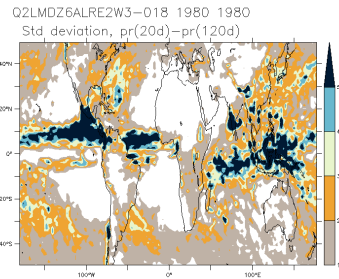 Q2LMDZ6ALRE2W3-018 1980 1980
Std deviation, pr(20d)-pr(120d)
40°N
20°N
0°
20°S
40°S
100°W
0°
100°E
5
4
3
2
1